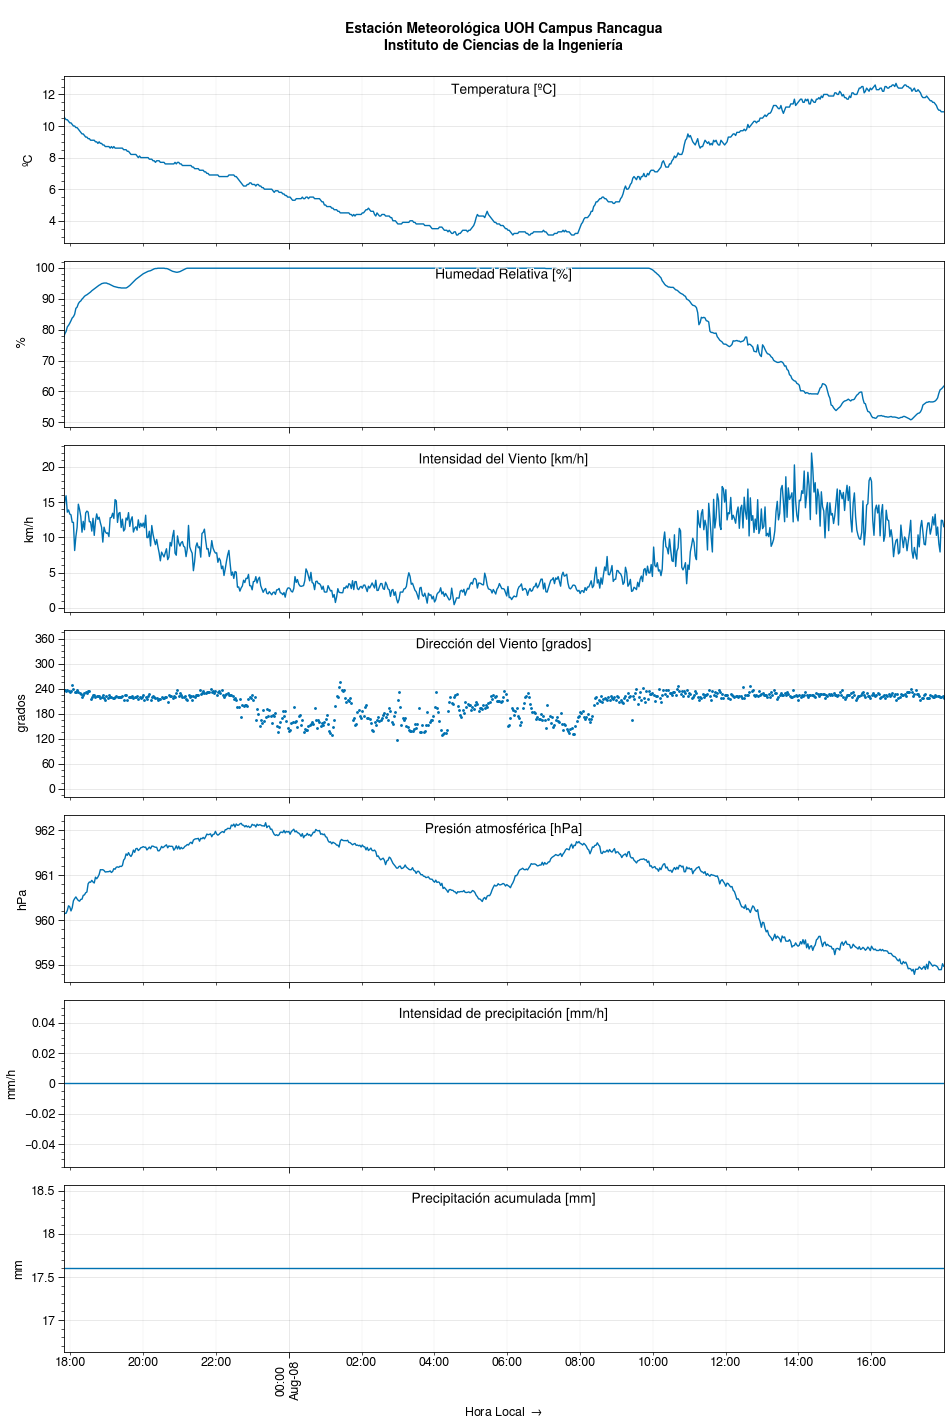 Estación Meteorológica UOH Campus Rancagua
Instituto de Ciencias de la Ingeniería
Temperatura [ºC]
ºC
12
10
8
6
4
Humedad Relativa [%]
%
100
90
80
70
60
50
Intensidad del Viento [km/h]
km/h
20
15
10
5
0
Dirección del Viento [grados]
grados
360
300
240
180
120
60
0
Presión atmosférica [hPa]
hPa
962
961
960
959
Intensidad de precipitación [mm/h]
mm/h
0.04
0.02
0
−0.02
−0.04
Precipitación acumulada [mm]
mm
18.5
18
17.5
17
18:00 20:00 22:00 00:00 02:00 04:00 06:00 08:00 10:00 12:00 14:00 16:00
Aug-08
Hora Local →